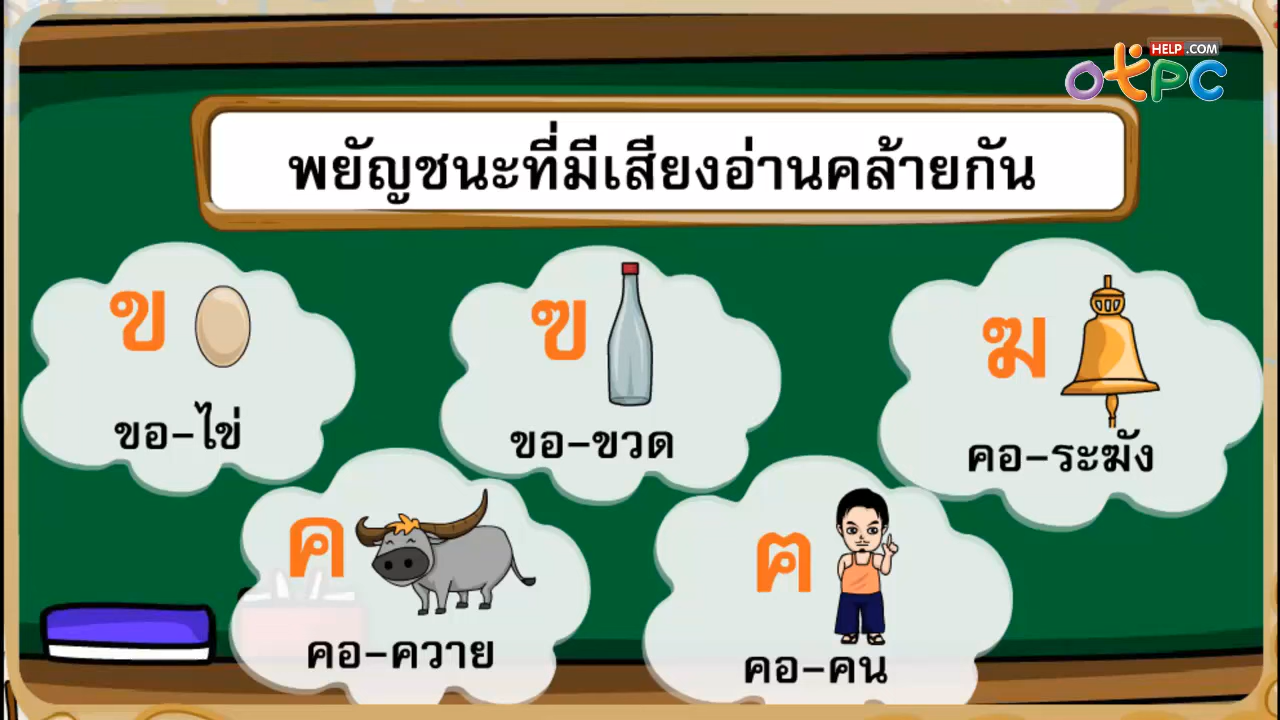 HELP .COM
OTPC
พยัญชนะที่มีเสียงอ่านคล้ายกัน
ข
ขอ-ไข่
ฃ
ขอ-ขวด
ฆ
คอ-ระฆัง
ค
คอ-ควาย
ฅ
คอ-คน